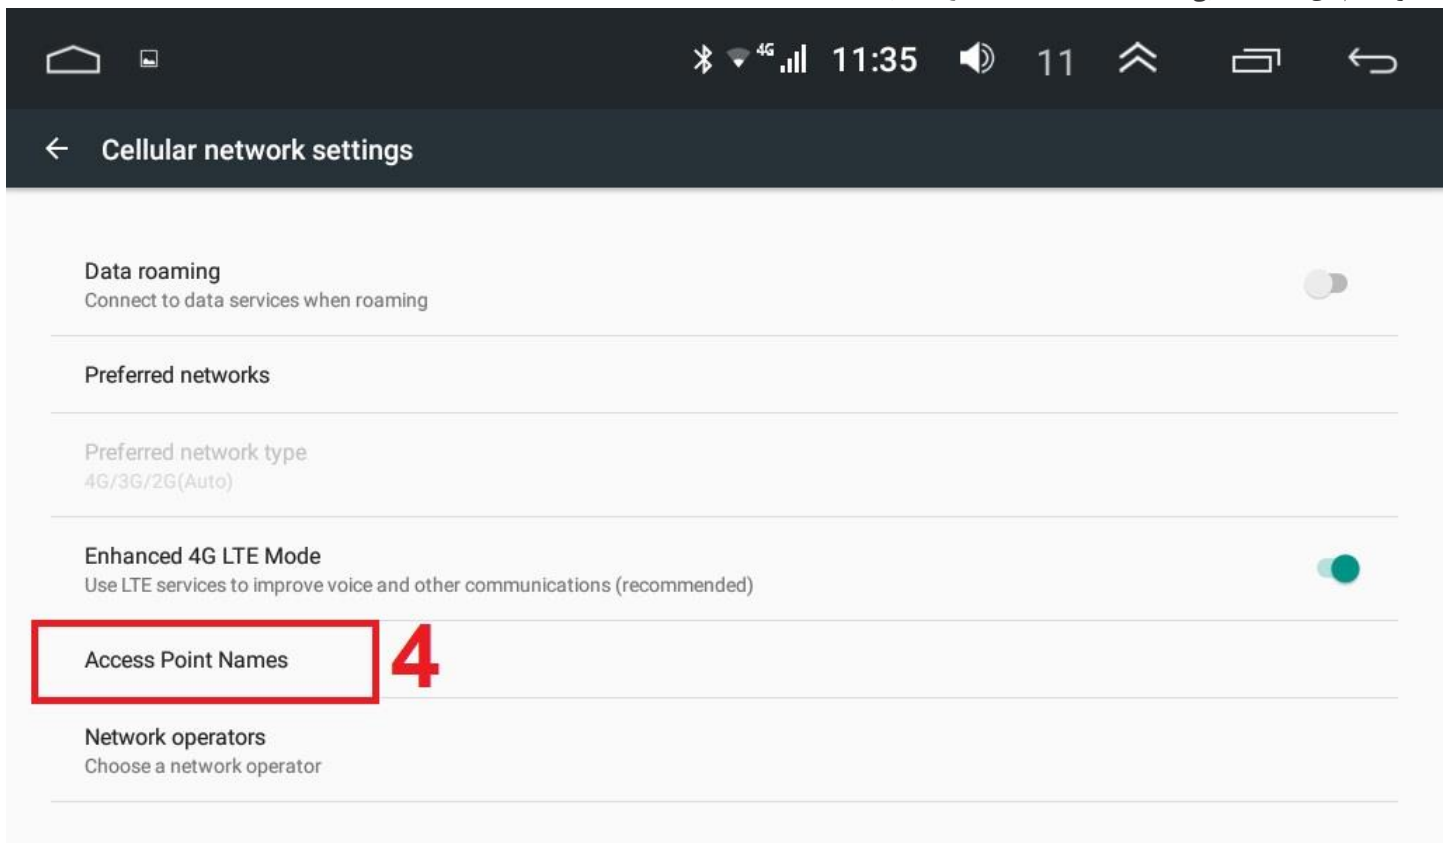 4G 11:35 11
Cellular network settings
Data roaming
Connect to data services when roaming
Preferred networks
Preferred network type
4G/3G/2G(Auto)
Enhanced 4G LTE Mode
Use LTE services to improve voice and other communications (recommended)
Access Point Names 4
Network operators
Choose a network operator